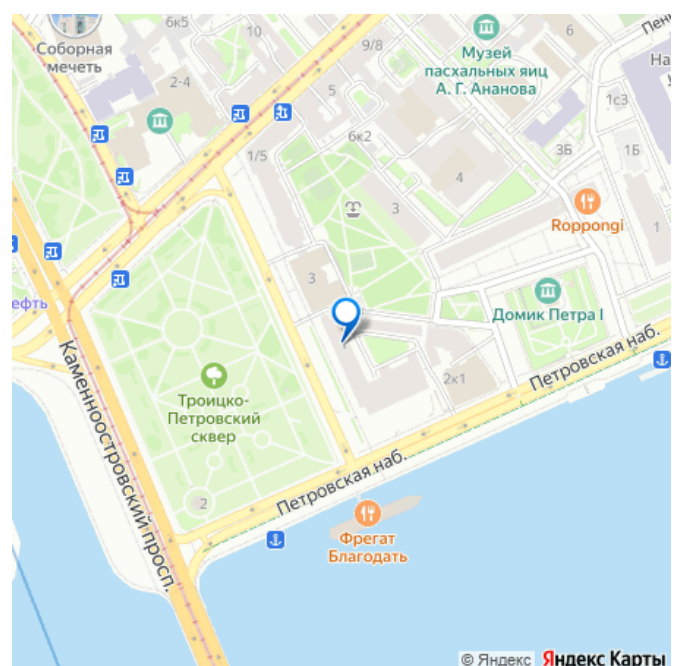 6к5
10
9/8
6
Пен
Соборная
мечеть
Музей
пасхальных яиц
А. Г. Ананова
На
у
2-4
5
1с3
6к2
1/5
3Б
1Б
4
3
Roppongi
1
3
ефть
Домик Петра I
Каменноостровский просп.
Троицко-
Петровский
сквер
2к1
Петровская наб.
2
Петровская наб.
Фрегат
Благодать
© Яндекс Яндекс Карты